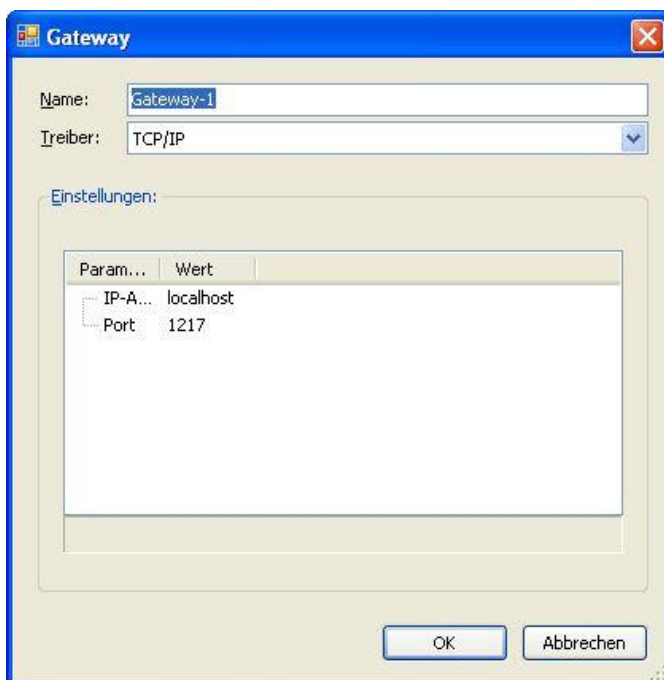 Gateway
Name: Gateway-1
Treiber: TCP/IP
Einstellungen:
Param... Wert
IP-A... localhost
Port 1217
OK Abbrechen